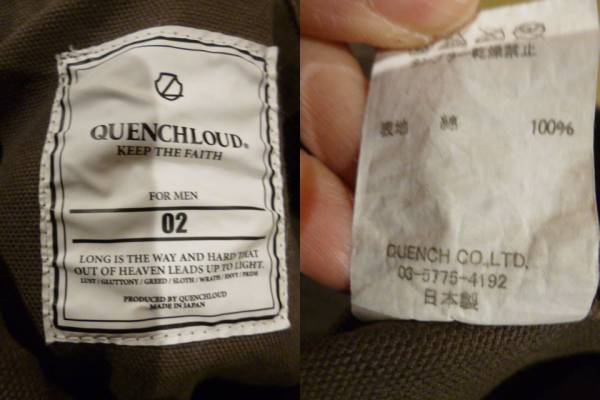 QUENCHLOUD®
KEEP THE FAITH
FOR MEN
02
LONG IS THE WAY AND HARD THAT
OUT OF HEAVEN LEADS UP TO LIGHT.
LUST / GLUTTONY / GREED / SLOTH / WRATH / ENVY / PRIDE
PRODUCED BY QUENCHLOUD
MADE IN JAPAN
乾燥禁止
表地 綿 100%
QUENCH CO.,LTD.
03-5775-4192
日本製